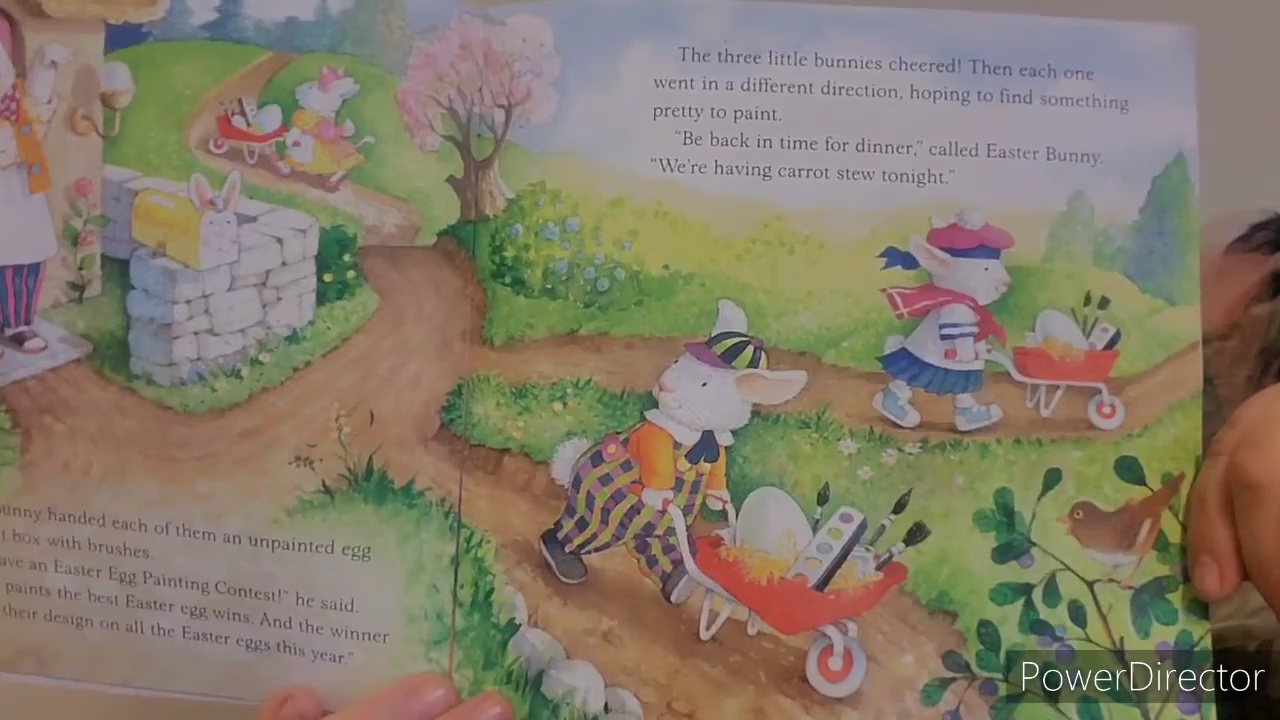 unny handed each of them an unpainted egg
t box with brushes.
ave an Easter Egg Painting Contest!" he said.
paints the best Easter egg wins. And the winner
their design on all the Easter eggs this year."
The three little bunnies cheered! Then each one
went in a different direction, hoping to find something
pretty to paint.
"Be back in time for dinner," called Easter Bunny.
"We're having carrot stew tonight."
PowerDirector